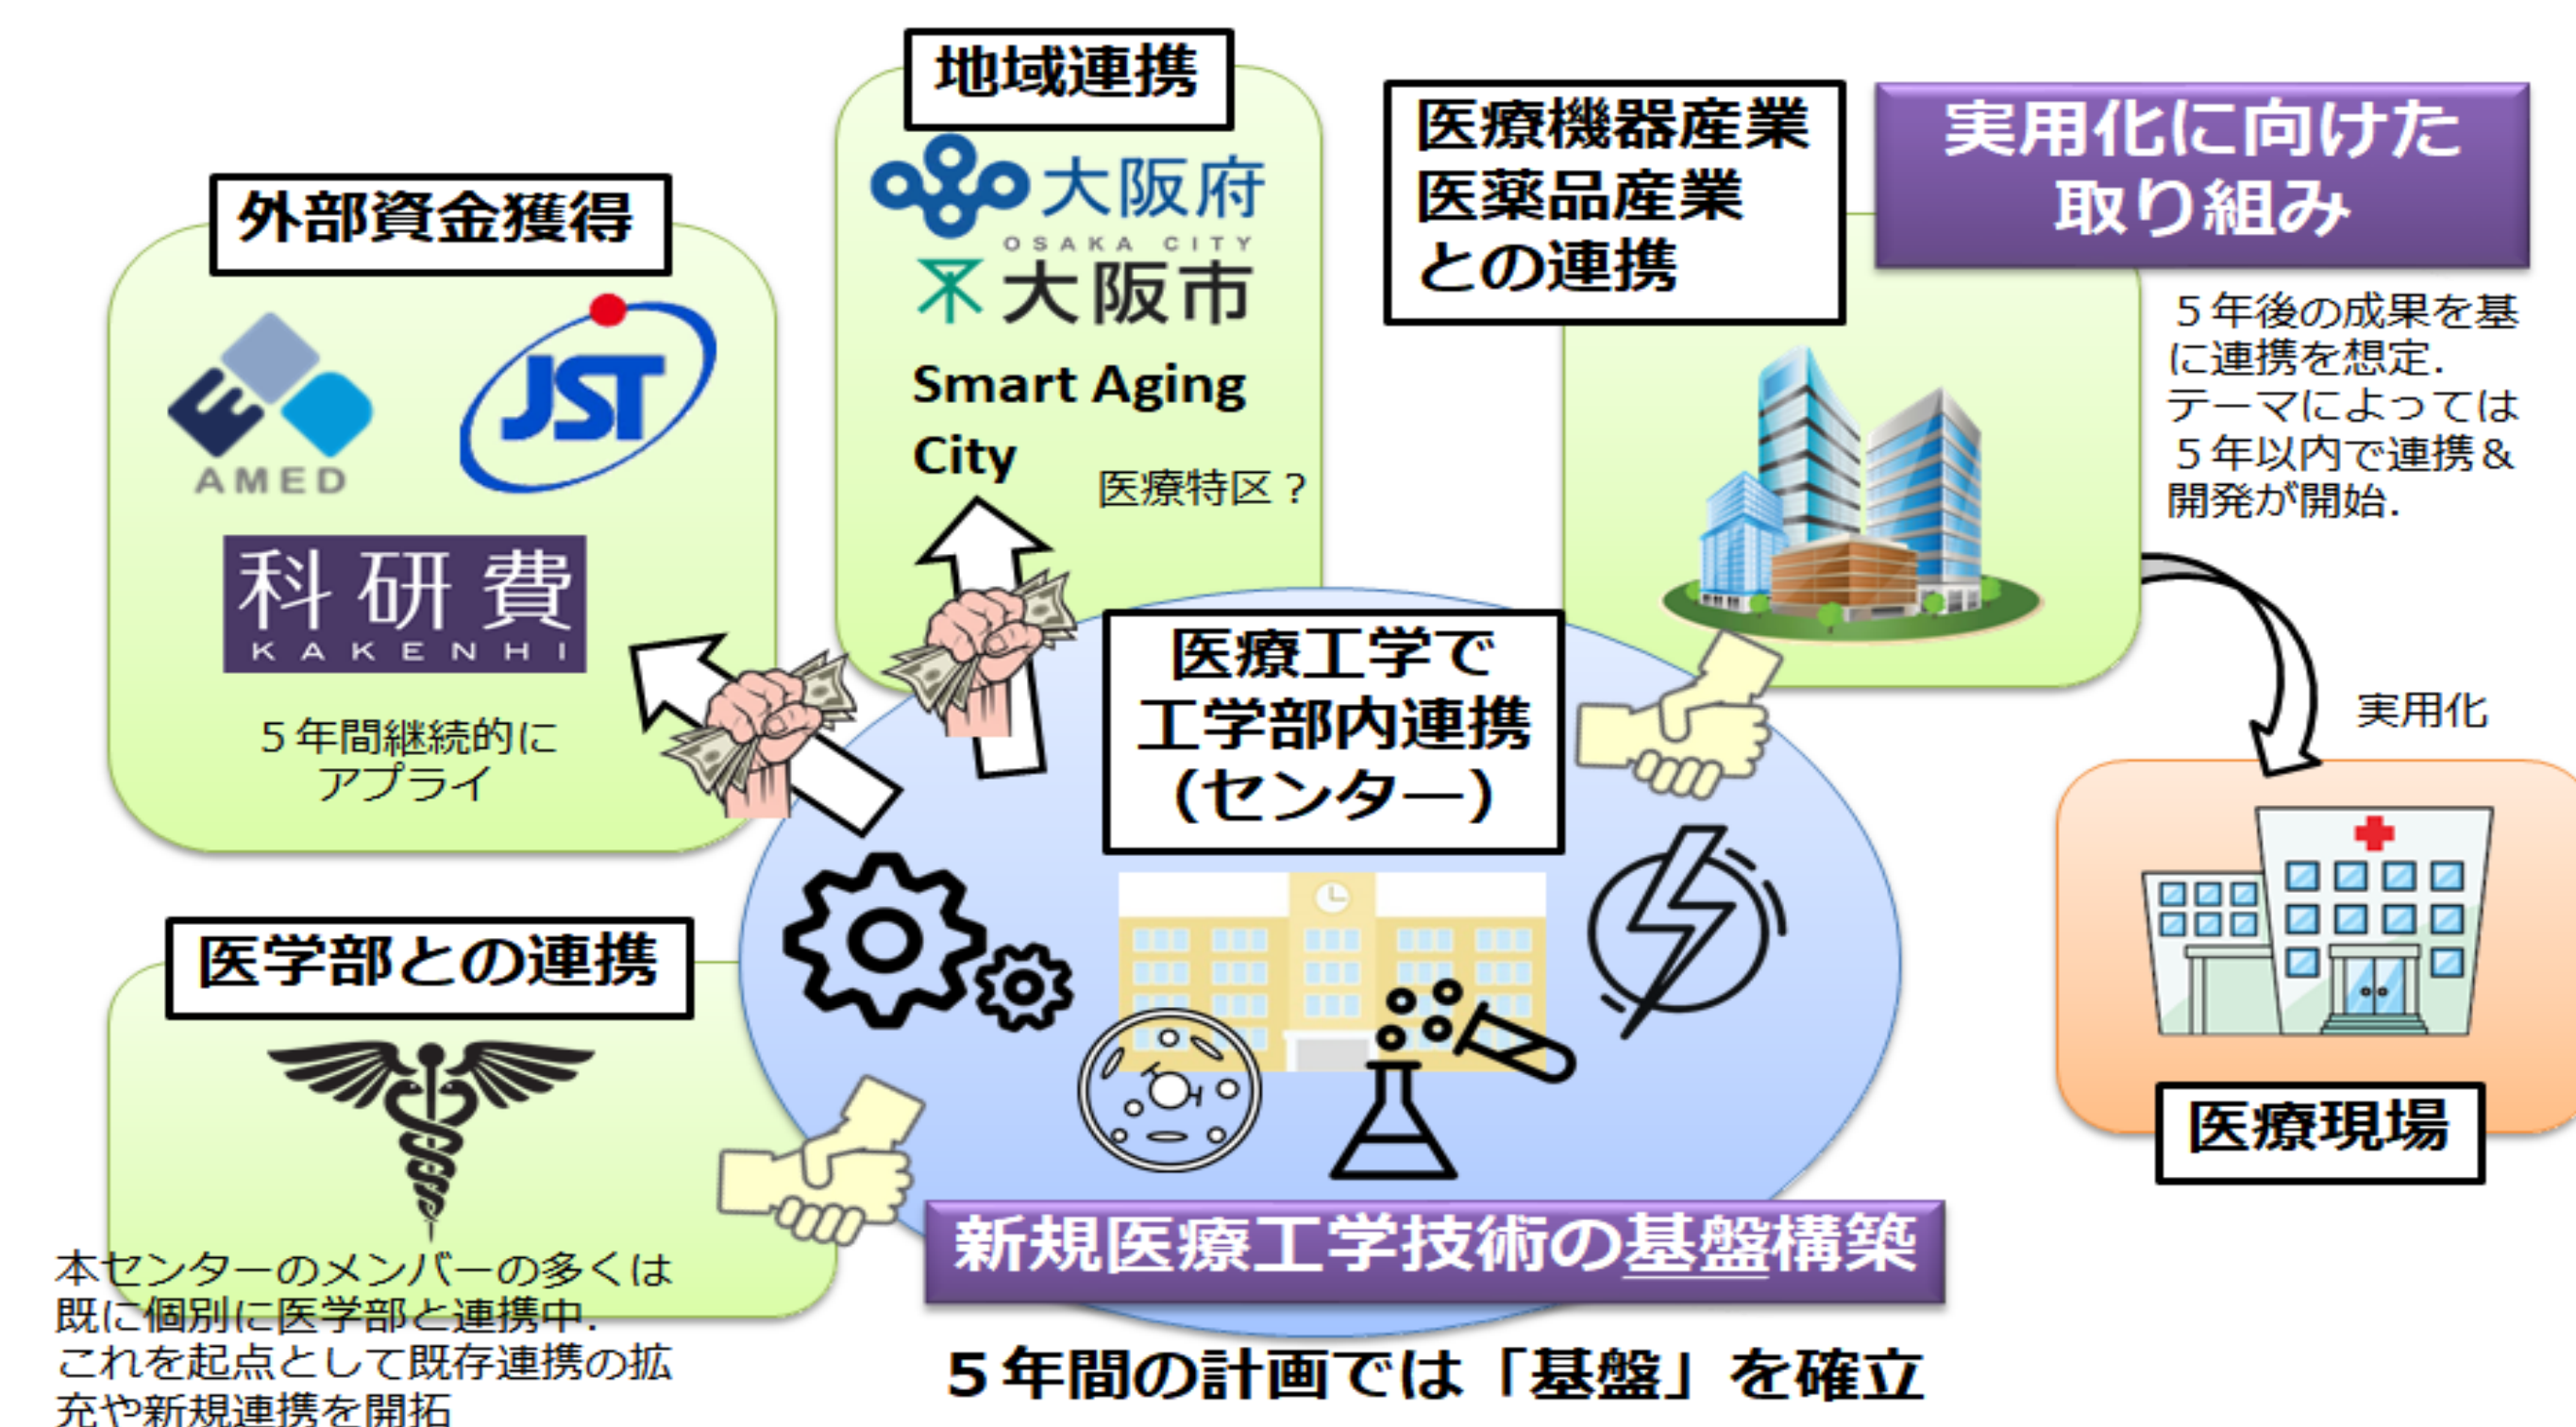 外部資金獲得
AMED
JST
科研費
KAKENHI
５年間継続的に
アプライ
地域連携
大阪府
OSAKA CITY
大阪市
Smart Aging
City
医療特区？
医療機器産業
医薬品産業
との連携
実用化に向けた
取り組み
５年後の成果を基
に連携を想定．
テーマによっては
５年以内で連携＆
開発が開始．
実用化
医療現場
医療工学で
工学部内連携
（センター）
医学部との連携
本センターのメンバーの多くは
既に個別に医学部と連携中．
これを起点として既存連携の拡
充や新規連携を開拓
新規医療工学技術の基盤構築
５年間の計画では「基盤」を確立